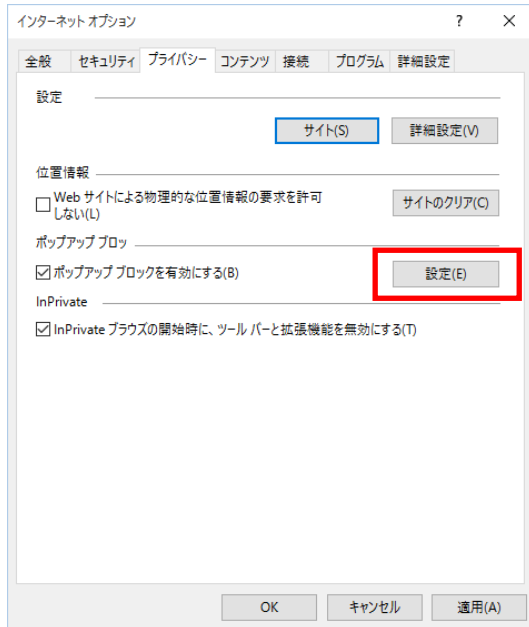 インターネット オプション ? ×
全般 セキュリティ プライバシー コンテンツ 接続 プログラム 詳細設定
設定
サイト(S) 詳細設定(V)
位置情報
Web サイトによる物理的な位置情報の要求を許可
しない(L)
サイトのクリア(C)
ポップアップ ブロッ
ポップアップ ブロックを有効にする(B) 設定(E)
InPrivate
InPrivate ブラウズの開始時に、ツール バーと拡張機能を無効にする(T)
OK キャンセル 適用(A)